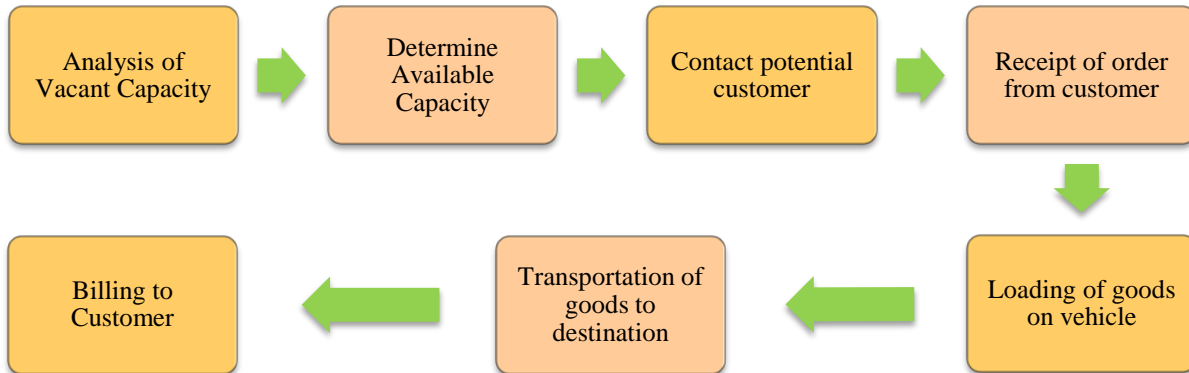 Analysis of
Vacant Capacity
Determine
Available
Capacity
Contact potential
customer
Receipt of order
from customer
Loading of goods
on vehicle
Transportation of
goods to
destination
Billing to
Customer